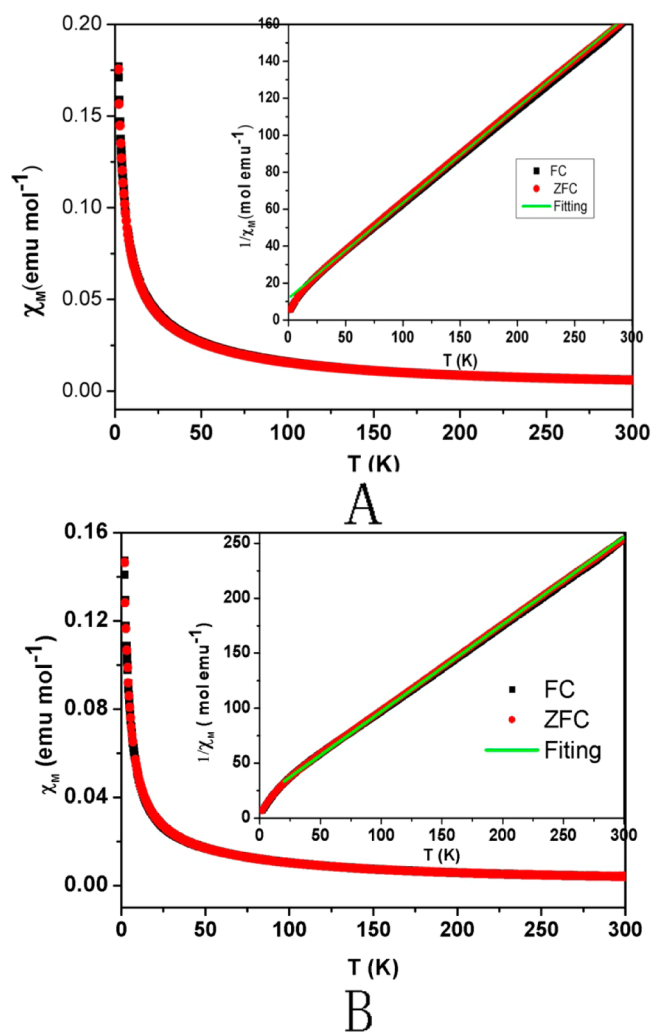 0.20
0.15
0.10
0.05
0.00
χM(emu mol-1)
0 50 100 150 200 250 300
T (K)
160
140
120
100
80
60
40
20
0
1/χM(mol emu-1)
FC
ZFC
Fitting
0 50 100 150 200 250 300
T (K)
A
0.16
0.12
0.08
0.04
0.00
χM (emu mol-1)
0 50 100 150 200 250 300
T (K)
250
200
150
100
50
0
1/χM ( mol emu-1)
FC
ZFC
Fiting
0 50 100 150 200 250 300
T (K)
B